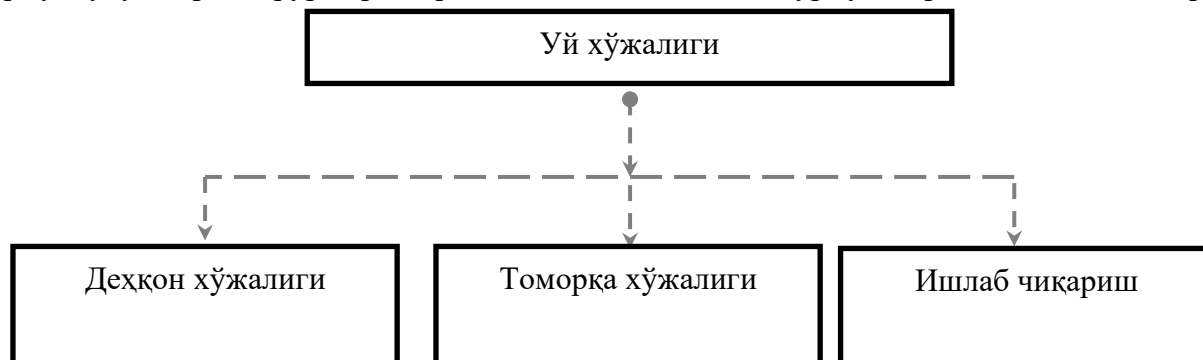 Уй хўжалиги
Деҳқон хўжалиги
Томорқа хўжалиги
Ишлаб чиқариш